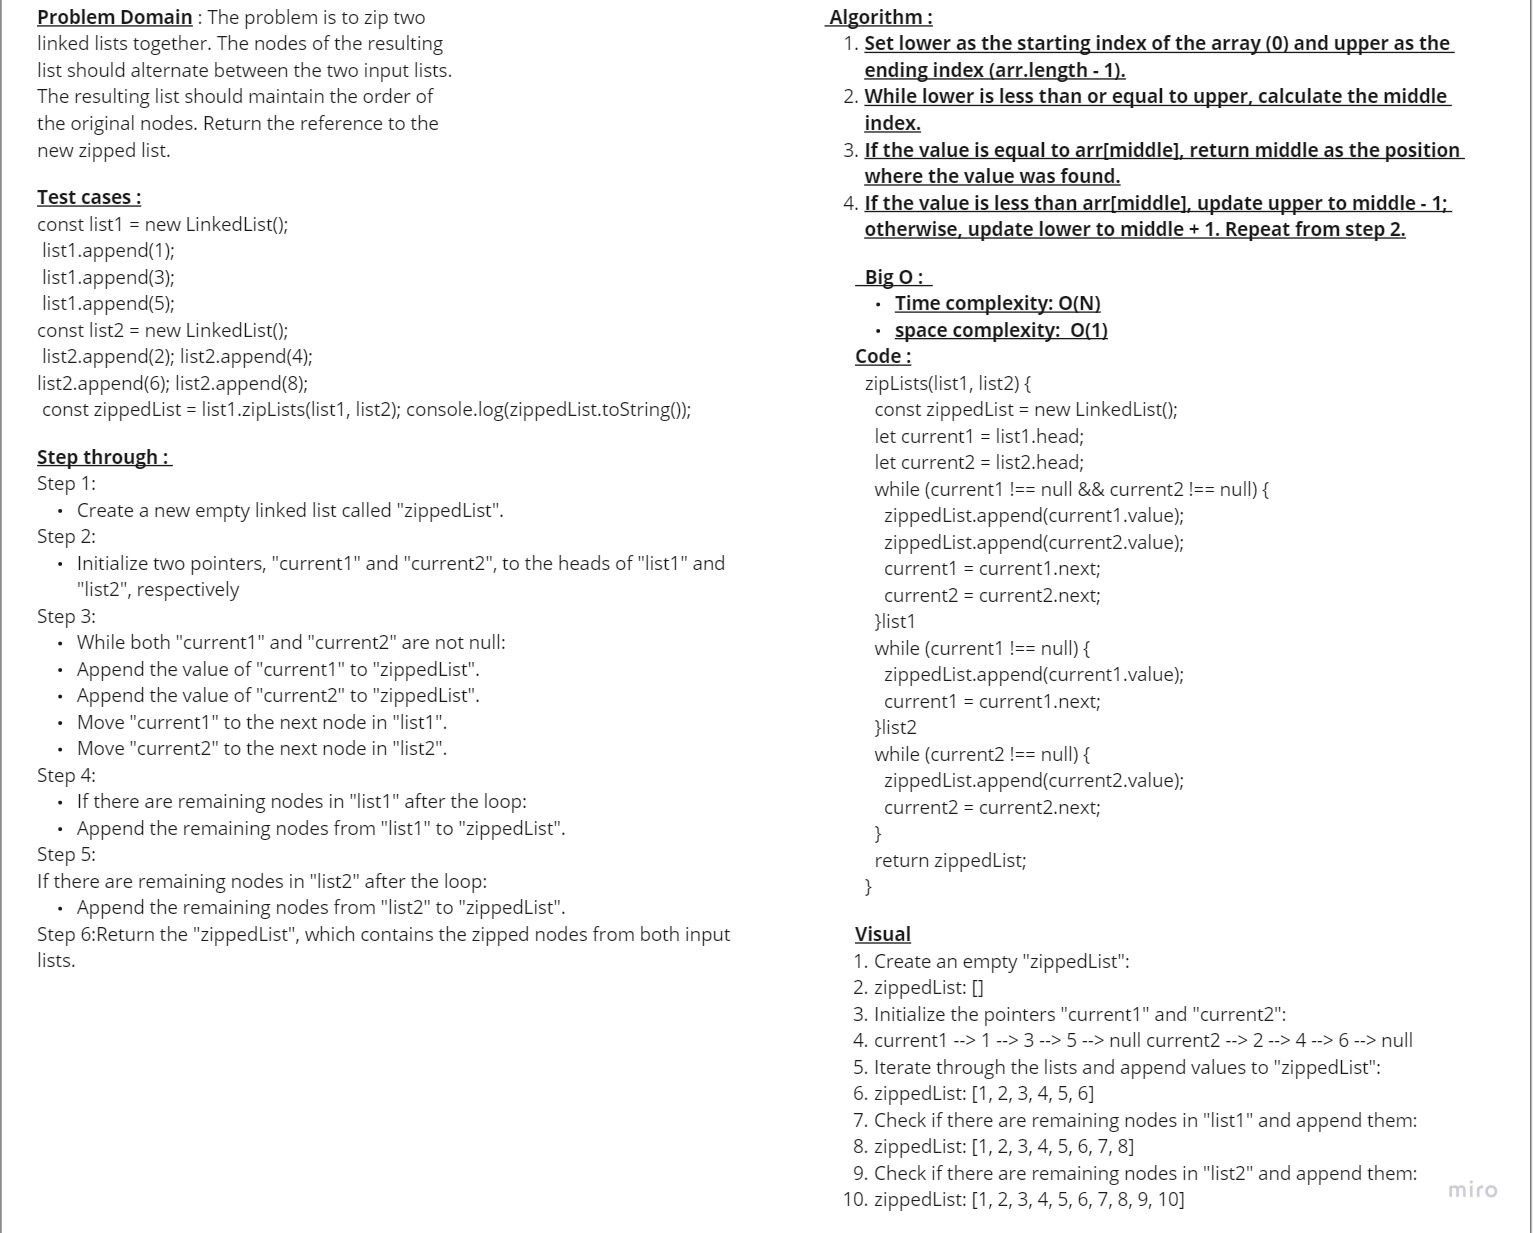 Problem Domain : The problem is to zip two
linked lists together. The nodes of the resulting
list should alternate between the two input lists.
The resulting list should maintain the order of
the original nodes. Return the reference to the
new zipped list.
Test cases :
const list1 = new LinkedList();
list1.append(1);
list1.append(3);
list1.append(5);
const list2 = new LinkedList();
list2.append(2); list2.append(4);
list2.append(6); list2.append(8);
const zippedList = list1.zipLists(list1, list2); console.log(zippedList.toString());
Step through :
Step 1:
• Create a new empty linked list called "zippedList".
Step 2:
• Initialize two pointers, "current1" and "current2", to the heads of "list1" and
"list2", respectively
Step 3:
• While both "current1" and "current2" are not null:
• Append the value of "current1" to "zippedList".
• Append the value of "current2" to "zippedList".
• Move "current1" to the next node in "list1".
• Move "current2" to the next node in "list2".
Step 4:
• If there are remaining nodes in "list1" after the loop:
• Append the remaining nodes from "list1" to "zippedList".
Step 5:
If there are remaining nodes in "list2" after the loop:
• Append the remaining nodes from "list2" to "zippedList".
Step 6:Return the "zippedList", which contains the zipped nodes from both input
lists.
Algorithm :
1. Set lower as the starting index of the array (0) and upper as the
ending index (arr.length - 1).
2. While lower is less than or equal to upper, calculate the middle
index.
3. If the value is equal to arr[middle], return middle as the position
where the value was found.
4. If the value is less than arr[middle], update upper to middle - 1;
otherwise, update lower to middle + 1. Repeat from step 2.
Big O :
• Time complexity: O(N)
• space complexity: O(1)
Code :
zipLists(list1, list2) {
const zippedList = new LinkedList();
let current1 = list1.head;
let current2 = list2.head;
while (current1 !== null && current2 !== null) {
zippedList.append(current1.value);
zippedList.append(current2.value);
current1 = current1.next;
current2 = current2.next;
}list1
while (current1 !== null) {
zippedList.append(current1.value);
current1 = current1.next;
}list2
while (current2 !== null) {
zippedList.append(current2.value);
current2 = current2.next;
}
return zippedList;
}
Visual
1. Create an empty "zippedList":
2. zippedList: []
3. Initialize the pointers "current1" and "current2":
4. current1 --> 1 --> 3 --> 5 --> null current2 --> 2 --> 4 --> 6 --> null
5. Iterate through the lists and append values to "zippedList":
6. zippedList: [1, 2, 3, 4, 5, 6]
7. Check if there are remaining nodes in "list1" and append them:
8. zippedList: [1, 2, 3, 4, 5, 6, 7, 8]
9. Check if there are remaining nodes in "list2" and append them:
10. zippedList: [1, 2, 3, 4, 5, 6, 7, 8, 9, 10]
miro